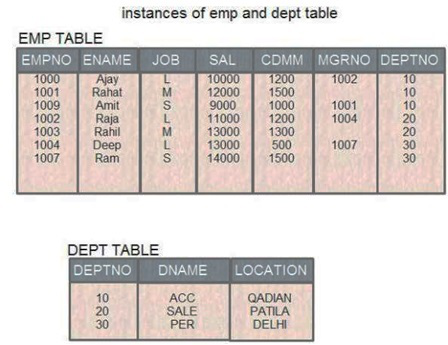 instances of emp and dept table
EMP TABLE
EMPNO ENAME JOB SAL CDMM MGRNO DEPTNO
1000 Ajay L 10000 1200 1002 10
1001 Rahat M 12000 1500 10
1009 Amit S 9000 1000 1001 10
1002 Raja L 11000 1200 1004 20
1003 Rahil M 13000 1300 20
1004 Deep L 13000 500 1007 30
1007 Ram S 14000 1500 30
DEPT TABLE
DEPTNO DNAME LOCATION
10 ACC QADIAN
20 SALE PATILA
30 PER DELHI